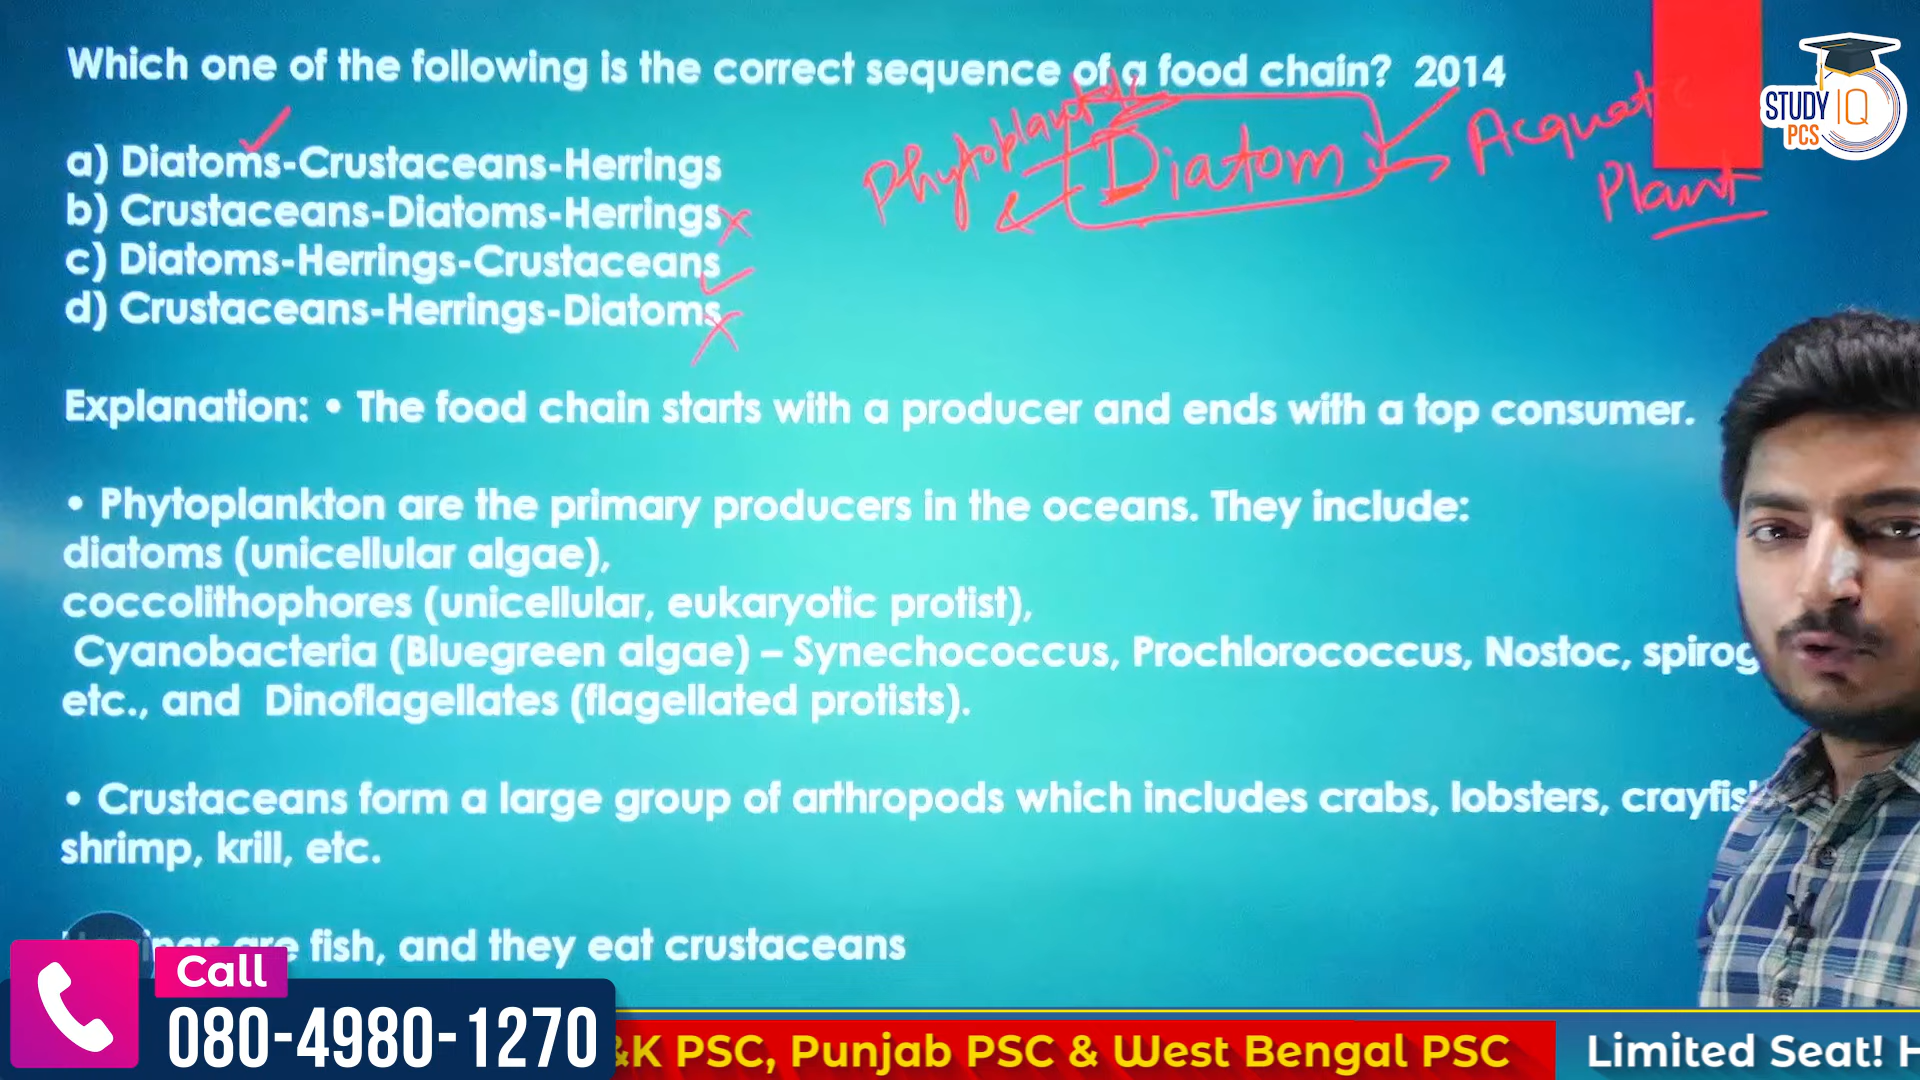 Which one of the following is the correct sequence of a food chain? 2014
Phytoplankton
Diatom
Acquatic
Plant
STUDY IQ
PCS
a) Diatoms-Crustaceans-Herrings
b) Crustaceans-Diatoms-Herrings
c) Diatoms-Herrings-Crustaceans
d) Crustaceans-Herrings-Diatoms
Explanation: • The food chain starts with a producer and ends with a top consumer.
• Phytoplankton are the primary producers in the oceans. They include:
diatoms (unicellular algae),
coccolithophores (unicellular, eukaryotic protist),
Cyanobacteria (Bluegreen algae) – Synechococcus, Prochlorococcus, Nostoc, spirog
etc., and Dinoflagellates (flagellated protists).
• Crustaceans form a large group of arthropods which includes crabs, lobsters, crayfish
shrimp, krill, etc.
are fish, and they eat crustaceans
Call
080-4980-1270
&K PSC, Punjab PSC & West Bengal PSC
Limited Seat! H